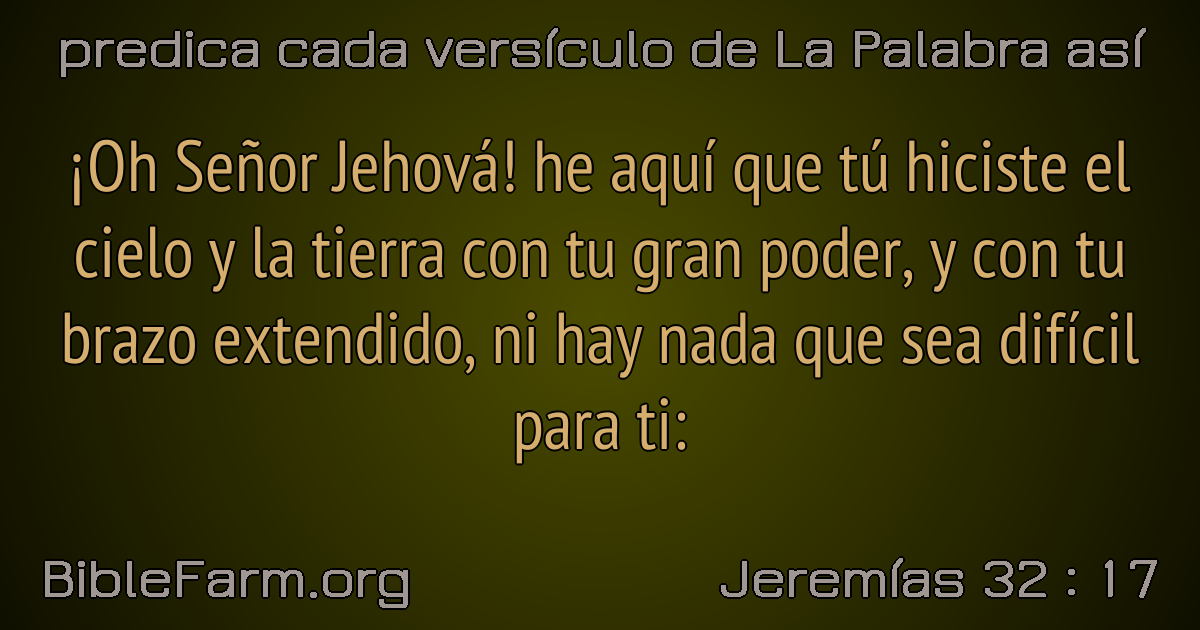 predica cada versículo de La Palabra así
¡Oh Señor Jehová! he aquí que tú hiciste el
cielo y la tierra con tu gran poder, y con tu
brazo extendido, ni hay nada que sea difícil
para ti:
BibleFarm.org
Jeremías 32 : 17